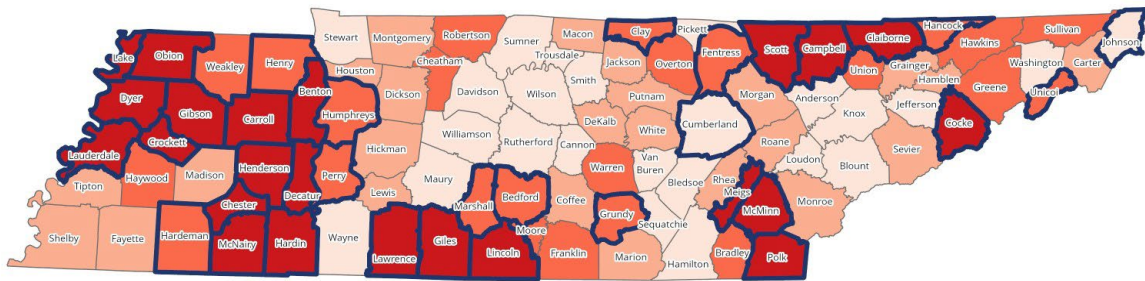 Stewart
Montgomery
Robertson
Sumner
Macon
Clay
Pickett
Scott
Campbell
Claiborne
Hancock
Hawkins
Sullivan
Johnson
Lake
Obion
Weakley
Henry
Houston
Cheatham
Trousdale
Jackson
Overton
Fentress
Union
Grainger
Hamblen
Washington
Carter
Dyer
Gibson
Carroll
Benton
Humphreys
Dickson
Davidson
Wilson
Smith
Putnam
Morgan
Anderson
Knox
Jefferson
Greene
Unicoi
Lauderdale
Crockett
Henderson
Decatur
Perry
Hickman
Williamson
Rutherford
Cannon
DeKalb
White
Cumberland
Roane
Loudon
Blount
Sevier
Cocke
Tipton
Haywood
Madison
Chester
Lewis
Maury
Marshall
Bedford
Coffee
Warren
Van
Buren
Bledsoe
Rhea
Meigs
McMinn
Monroe
Shelby
Fayette
Hardeman
McNairy
Hardin
Wayne
Lawrence
Giles
Lincoln
Moore
Franklin
Grundy
Marion
Sequatchie
Hamilton
Bradley
Polk